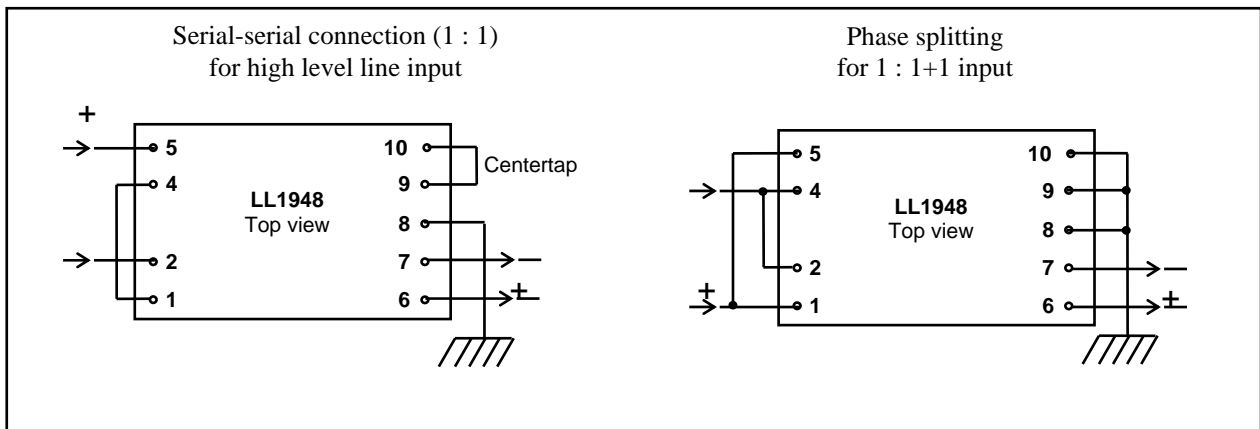 Serial-serial connection (1 : 1)
for high level line input
+
5
4
2
1
LL1948
Top view
10
9
8
7
6
Centertap
+
Phase splitting
for 1 : 1+1 input
5
4
2
+
1
LL1948
Top view
10
9
8
7
6
+